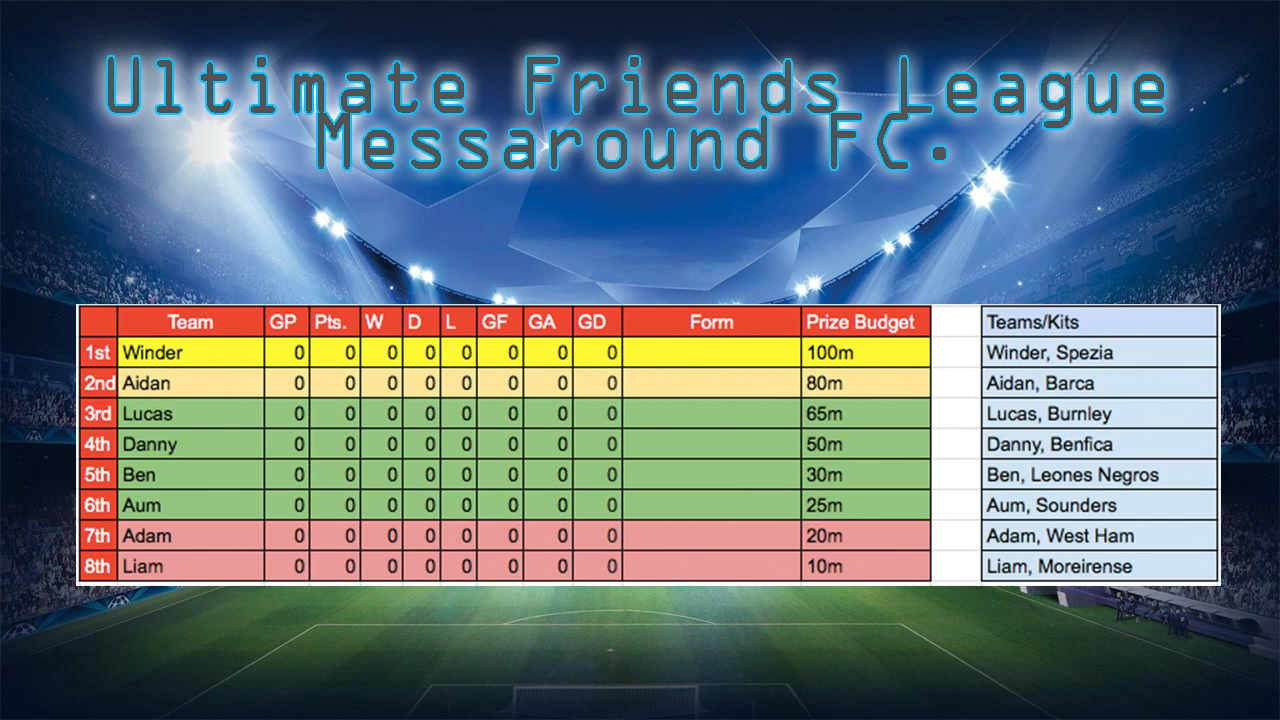 Ultimate Friends League
Messaround FC.
Team GP Pts. W D L GF GA GD Form Prize Budget Teams/Kits
1st Winder 0 0 0 0 0 0 0 0 100m Winder, Spezia
2nd Aidan 0 0 0 0 0 0 0 0 80m Aidan, Barca
3rd Lucas 0 0 0 0 0 0 0 0 65m Lucas, Burnley
4th Danny 0 0 0 0 0 0 0 0 50m Danny, Benfica
5th Ben 0 0 0 0 0 0 0 0 30m Ben, Leones Negros
6th Aum 0 0 0 0 0 0 0 0 25m Aum, Sounders
7th Adam 0 0 0 0 0 0 0 0 20m Adam, West Ham
8th Liam 0 0 0 0 0 0 0 0 10m Liam, Moreirense